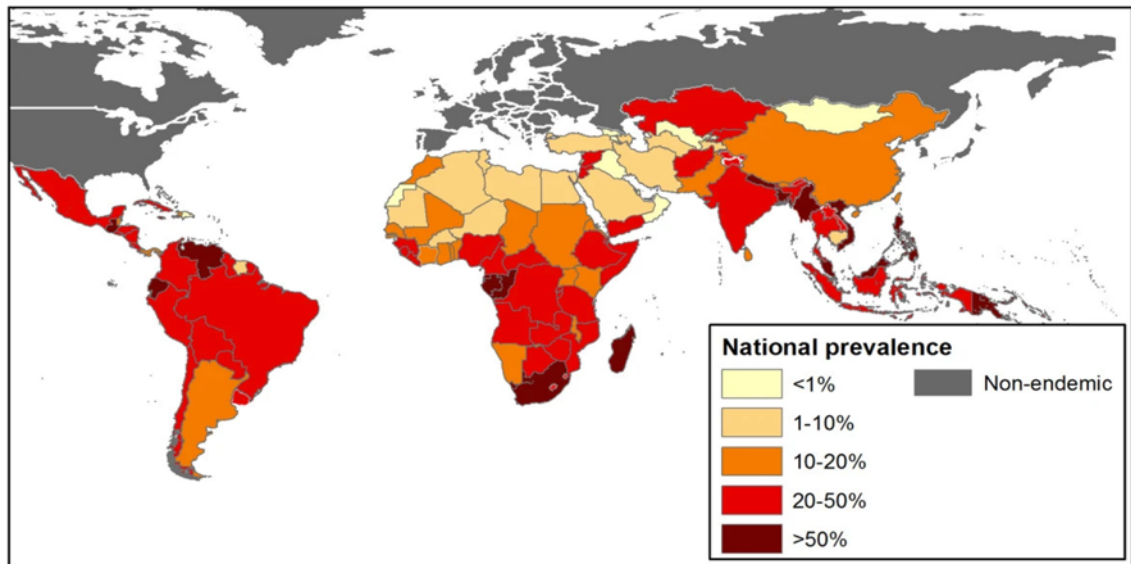 National prevalence
<1%
Non-endemic
1-10%
10-20%
20-50%
>50%